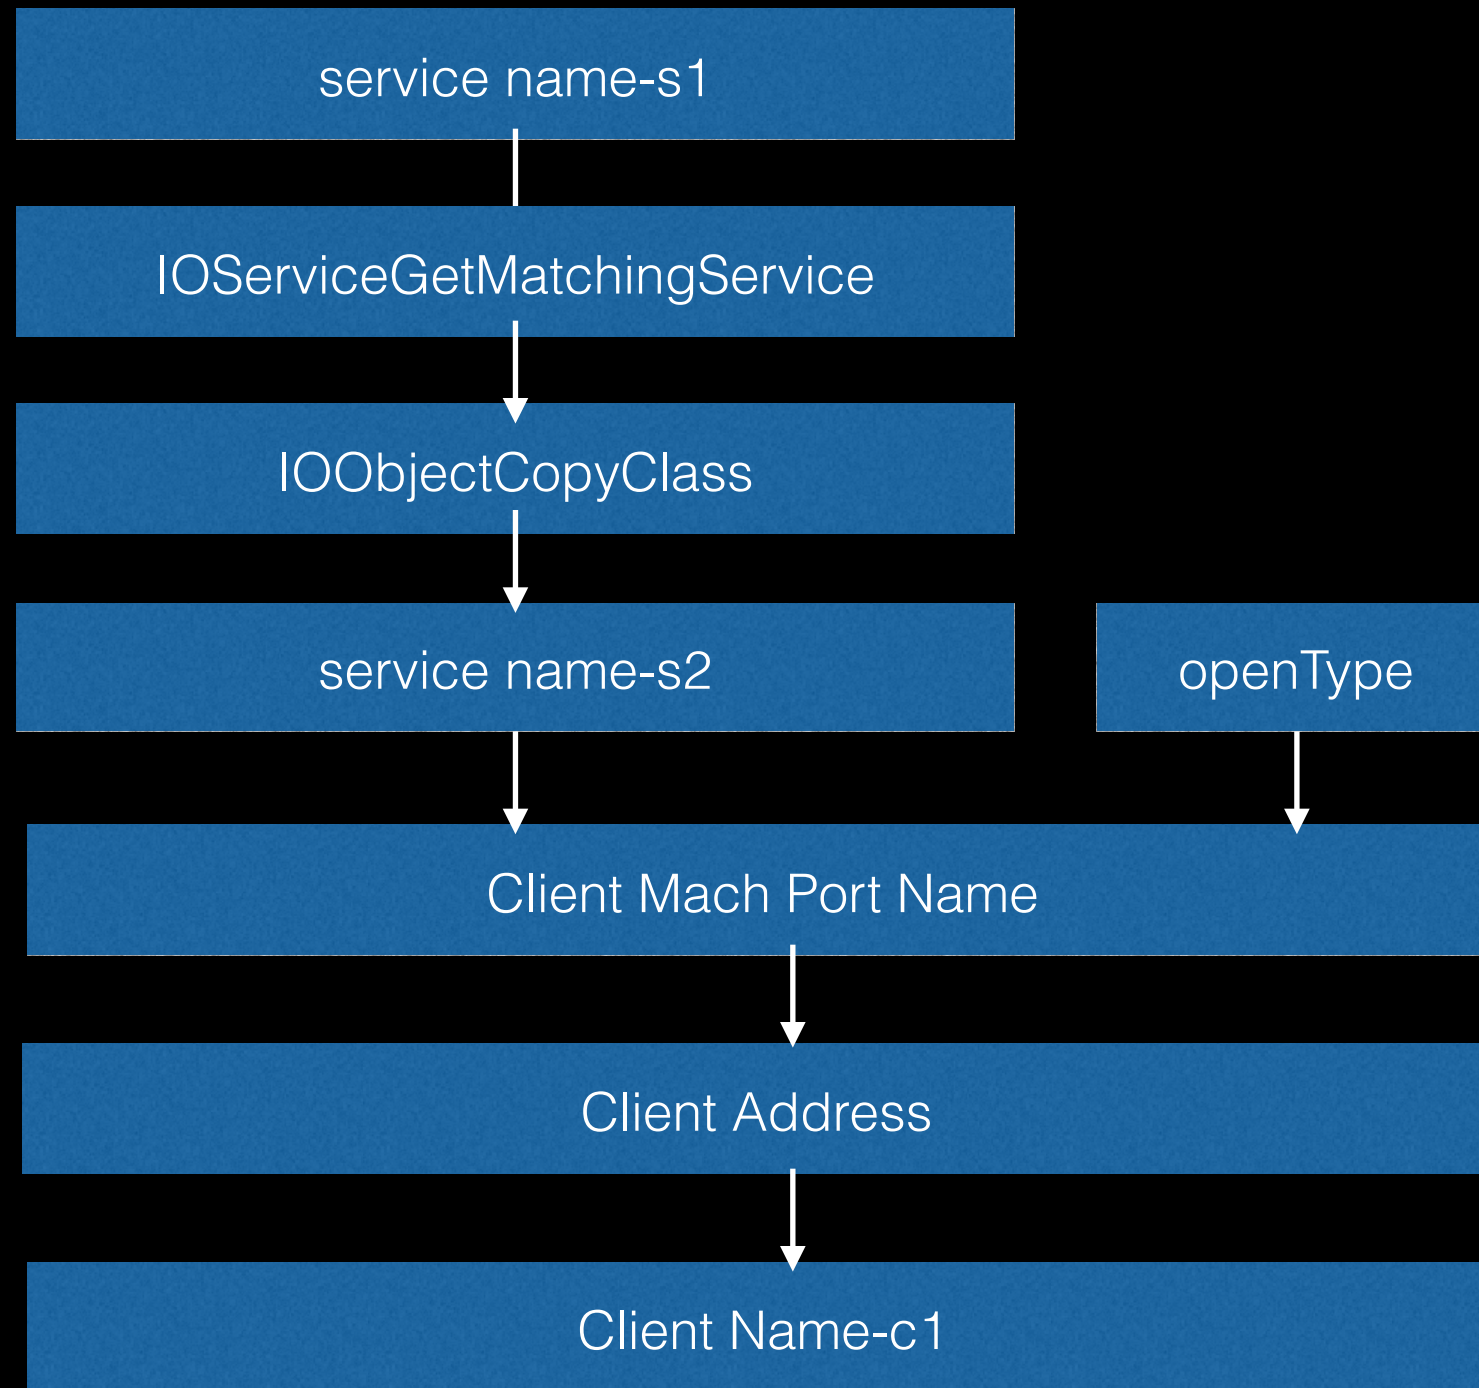 service name-s1
IOServiceGetMatchingService
IOObjectCopyClass
service name-s2
openType
Client Mach Port Name
Client Address
Client Name-c1